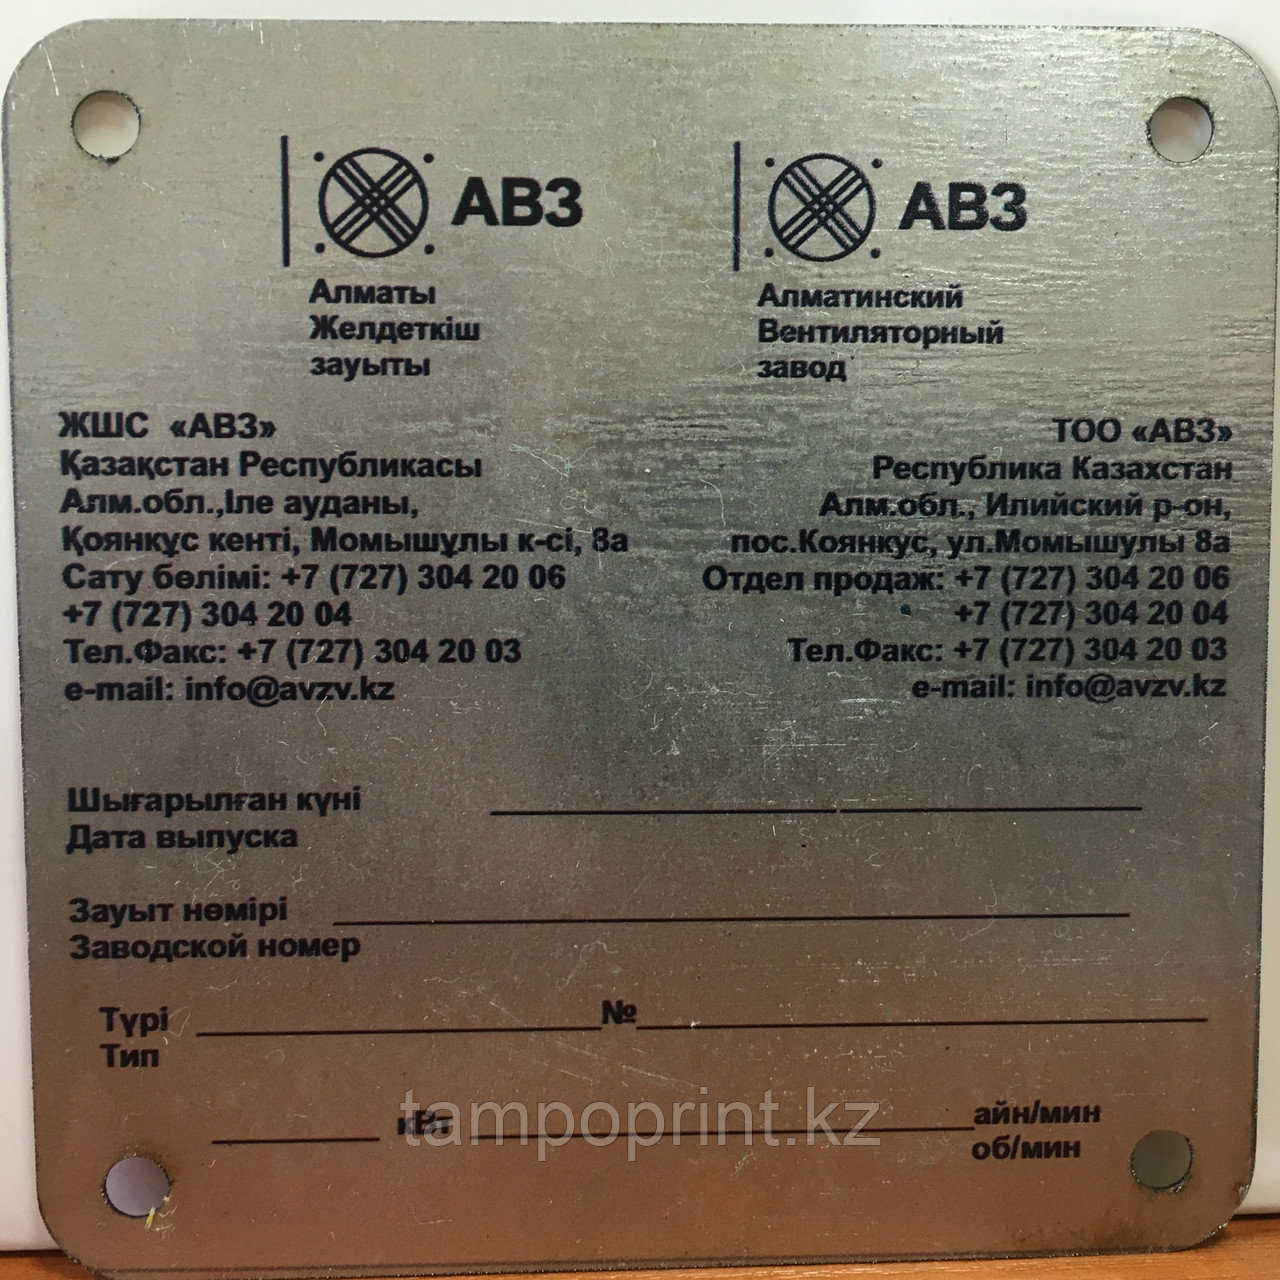 АВЗ
Алматы
Желдеткіш
зауыты
АВЗ
Алматинский
Вентиляторный
завод
ЖШС «АВЗ»
Қазақстан Республикасы
Алм.обл.,Іле ауданы,
Қоянкұс кенті, Момышұлы к-сі, 8а
Сату бөлімі: +7 (727) 304 20 06
+7 (727) 304 20 04
Тел.Факс: +7 (727) 304 20 03
e-mail: info@avzv.kz
ТОО «АВЗ»
Республика Казахстан
Алм.обл., Илийский р-он,
пос.Коянкус, ул.Момышулы 8а
Отдел продаж: +7 (727) 304 20 06
+7 (727) 304 20 04
Тел.Факс: +7 (727) 304 20 03
e-mail: info@avzv.kz
Шығарылған күні
Дата выпуска
Зауыт нөмірі
Заводской номер
Түрі №
Тип
кВт айн/мин
об/мин
tampoprint.kz